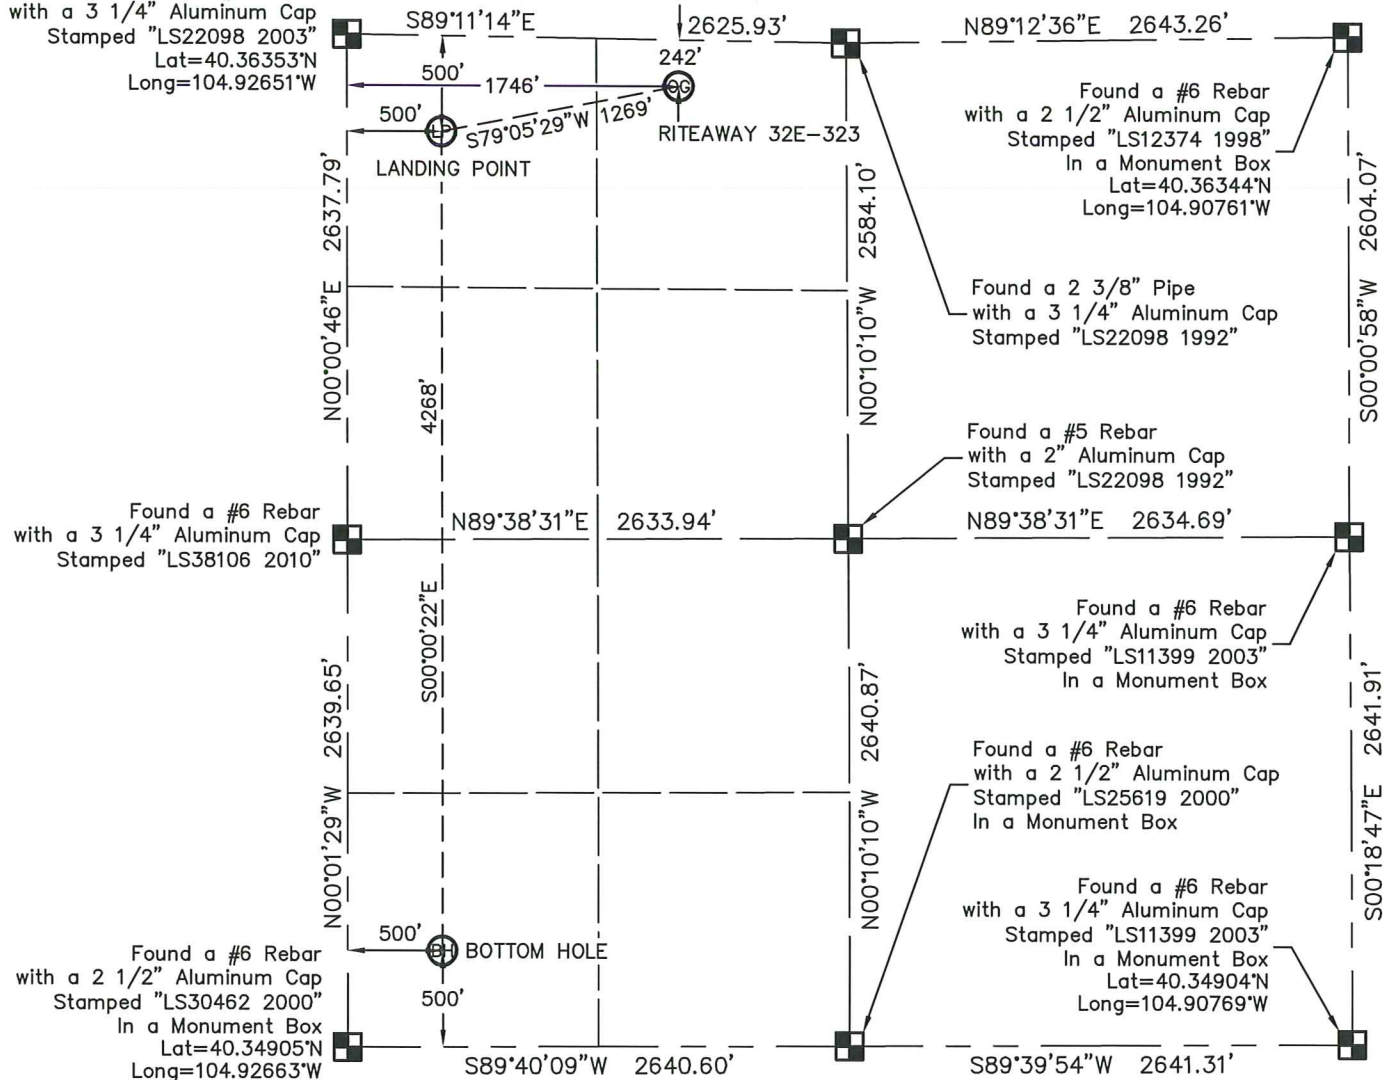 with a 3 1/4" Aluminum Cap
Stamped "LS22098 2003"
Lat=40.36353°N
Long=104.92651°W
S89°11'14"E
2625.93'
N89°12'36"E 2643.26'
242'
500'
1746'
OG
500'
LP
S79°05'29"W 1269'
RITEAWAY 32E-323
LANDING POINT
Found a #6 Rebar
with a 2 1/2" Aluminum Cap
Stamped "LS12374 1998"
In a Monument Box
Lat=40.36344°N
Long=104.90761°W
N00°00'46"E 2637.79'
N00°10'10"W 2584.10'
S00°00'58"W 2604.07'
Found a 2 3/8" Pipe
with a 3 1/4" Aluminum Cap
Stamped "LS22098 1992"
4268'
Found a #5 Rebar
with a 2" Aluminum Cap
Stamped "LS22098 1992"
Found a #6 Rebar
with a 3 1/4" Aluminum Cap
Stamped "LS38106 2010"
N89°38'31"E 2633.94'
N89°38'31"E 2634.69'
S00°00'22"E
Found a #6 Rebar
with a 3 1/4" Aluminum Cap
Stamped "LS11399 2003"
In a Monument Box
N00°01'29"W 2639.65'
N00°10'10"W 2640.87'
S00°18'47"E 2641.91'
Found a #6 Rebar
with a 2 1/2" Aluminum Cap
Stamped "LS25619 2000"
In a Monument Box
500'
BH BOTTOM HOLE
500'
Found a #6 Rebar
with a 2 1/2" Aluminum Cap
Stamped "LS30462 2000"
In a Monument Box
Lat=40.34905°N
Long=104.92663°W
Found a #6 Rebar
with a 3 1/4" Aluminum Cap
Stamped "LS11399 2003"
In a Monument Box
Lat=40.34904°N
Long=104.90769°W
S89°40'09"W 2640.60'
S89°39'54"W 2641.31'